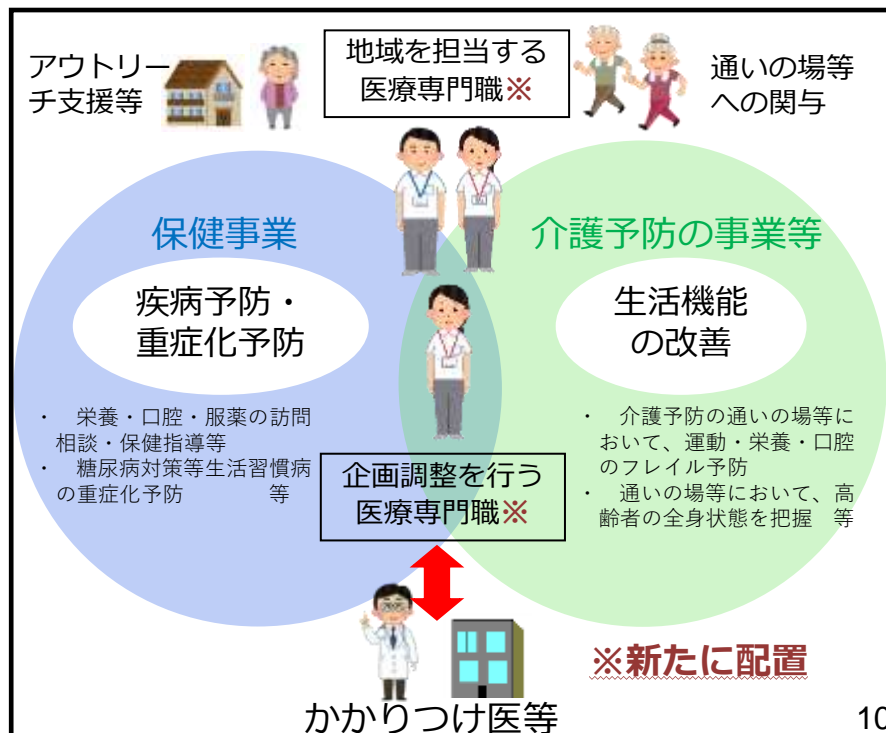 アウトリー
チ支援等
地域を担当する
医療専門職※
通いの場等
への関与
保健事業
介護予防の事業等
疾病予防・
重症化予防
生活機能
の改善
・　栄養・口腔・服薬の訪問
相談・保健指導等
・　糖尿病対策等生活習慣病
の重症化予防　　　　等
・　介護予防の通いの場等に
おいて、運動・栄養・口腔
のフレイル予防
・　通いの場等において、高
齢者の全身状態を把握　等
企画調整を行う
医療専門職※
※新たに配置
かかりつけ医等
10